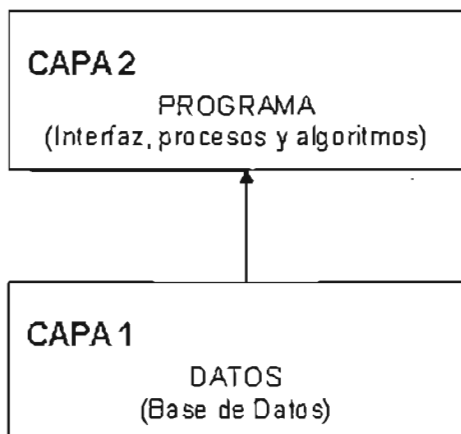 CAPA 2
PROGRAMA
(Interfaz, procesos y algoritmos)
CAPA 1
DATOS
(Base de Datos)